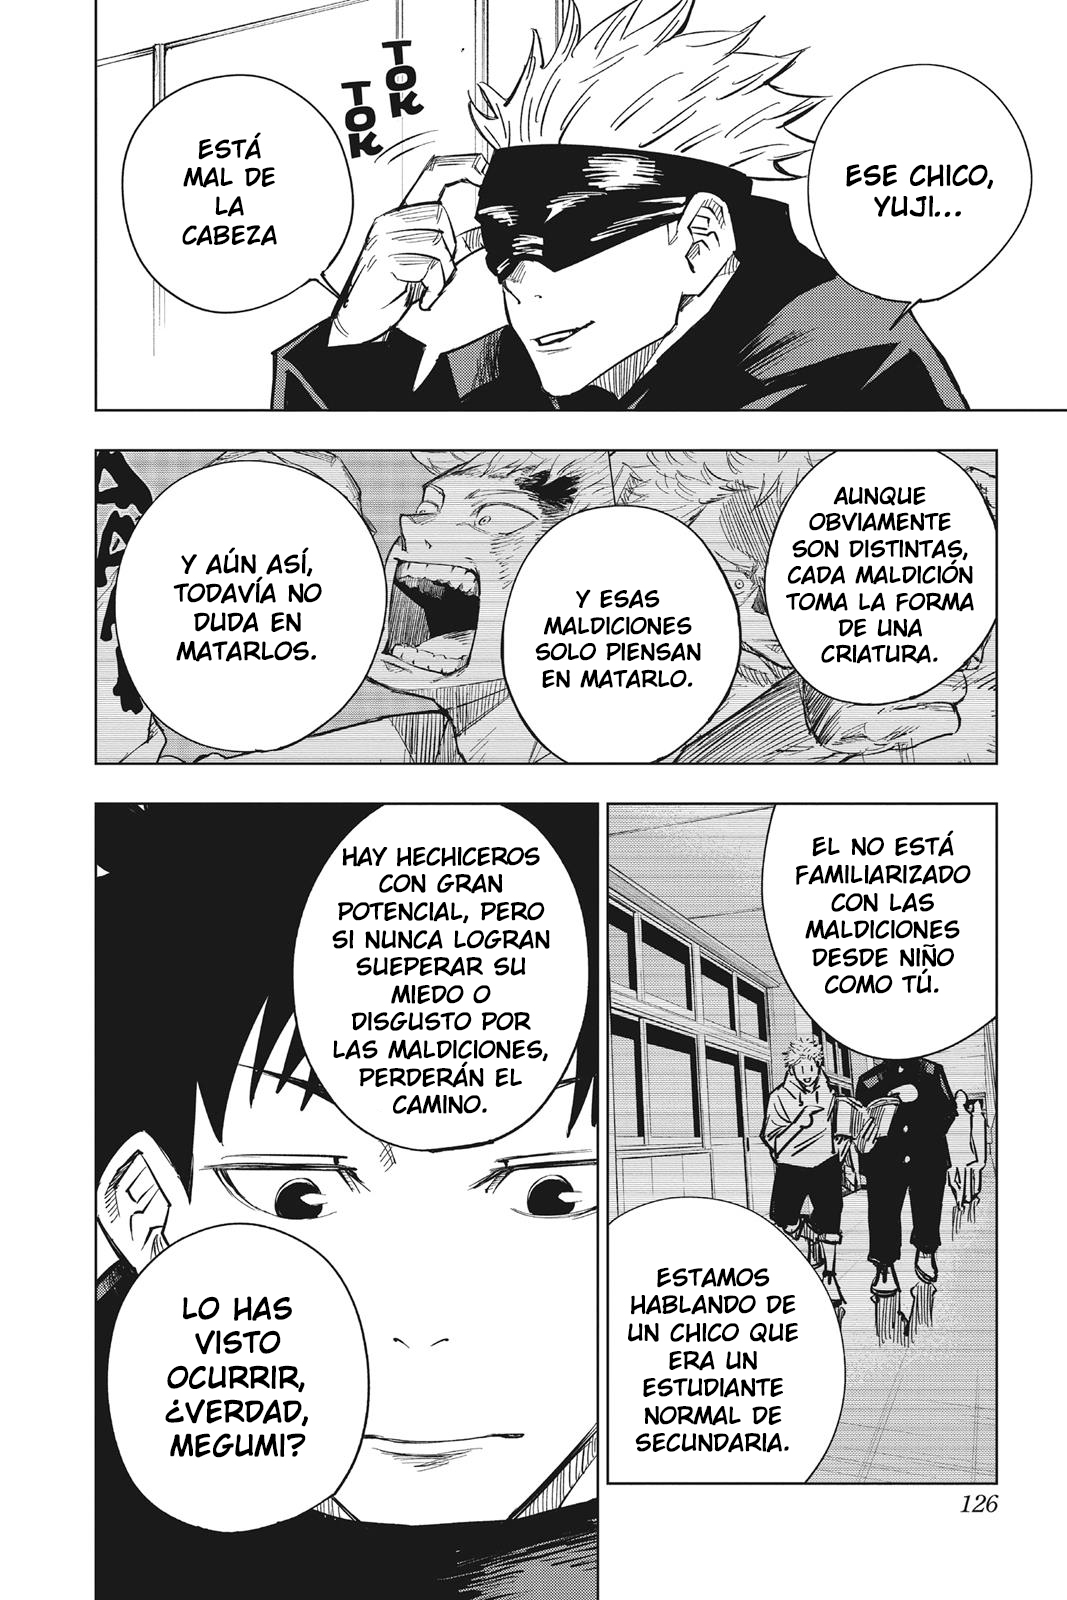 ESE CHICO,
YUJI...
TOK
TOK
ESTÁ
MAL DE
LA
CABEZA
AUNQUE
OBVIAMENTE
SON DISTINTAS,
CADA MALDICIÓN
TOMA LA FORMA
DE UNA
CRIATURA.
Y ESAS
MALDICIONES
SOLO PIENSAN
EN MATARLO.
Y AÚN ASÍ,
TODAVÍA NO
DUDA EN
MATARLOS.
EL NO ESTÁ
FAMILIARIZADO
CON LAS
MALDICIONES
DESDE NIÑO
COMO TÚ.
ESTAMOS
HABLANDO DE
UN CHICO QUE
ERA UN
ESTUDIANTE
NORMAL DE
SECUNDARIA.
HAY HECHICEROS
CON GRAN
POTENCIAL, PERO
SI NUNCA LOGRAN
SUEPERAR SU
MIEDO O
DISGUSTO POR
LAS MALDICIONES,
PERDERÁN EL
CAMINO.
LO HAS
VISTO
OCURRIR,
¿VERDAD,
MEGUMI?
126